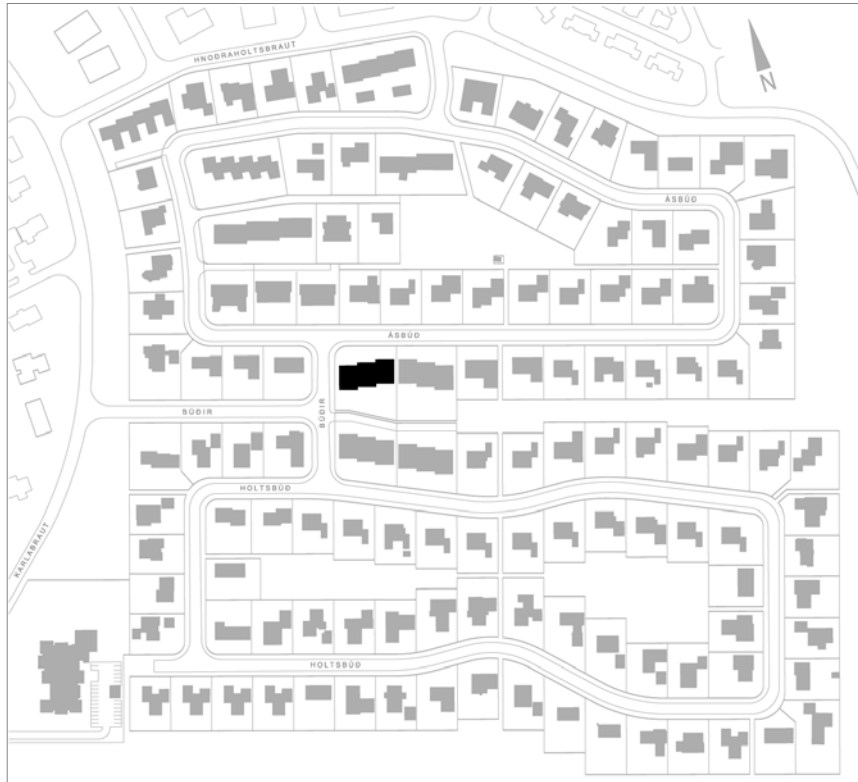 HNOÐRAHOLTSBRAUT
N
ÁSBÚÐ
ÁSBÚÐ
BÚÐIR
BÚÐIR
HOLTSBÚÐ
KARLABRAUT
HOLTSBÚÐ